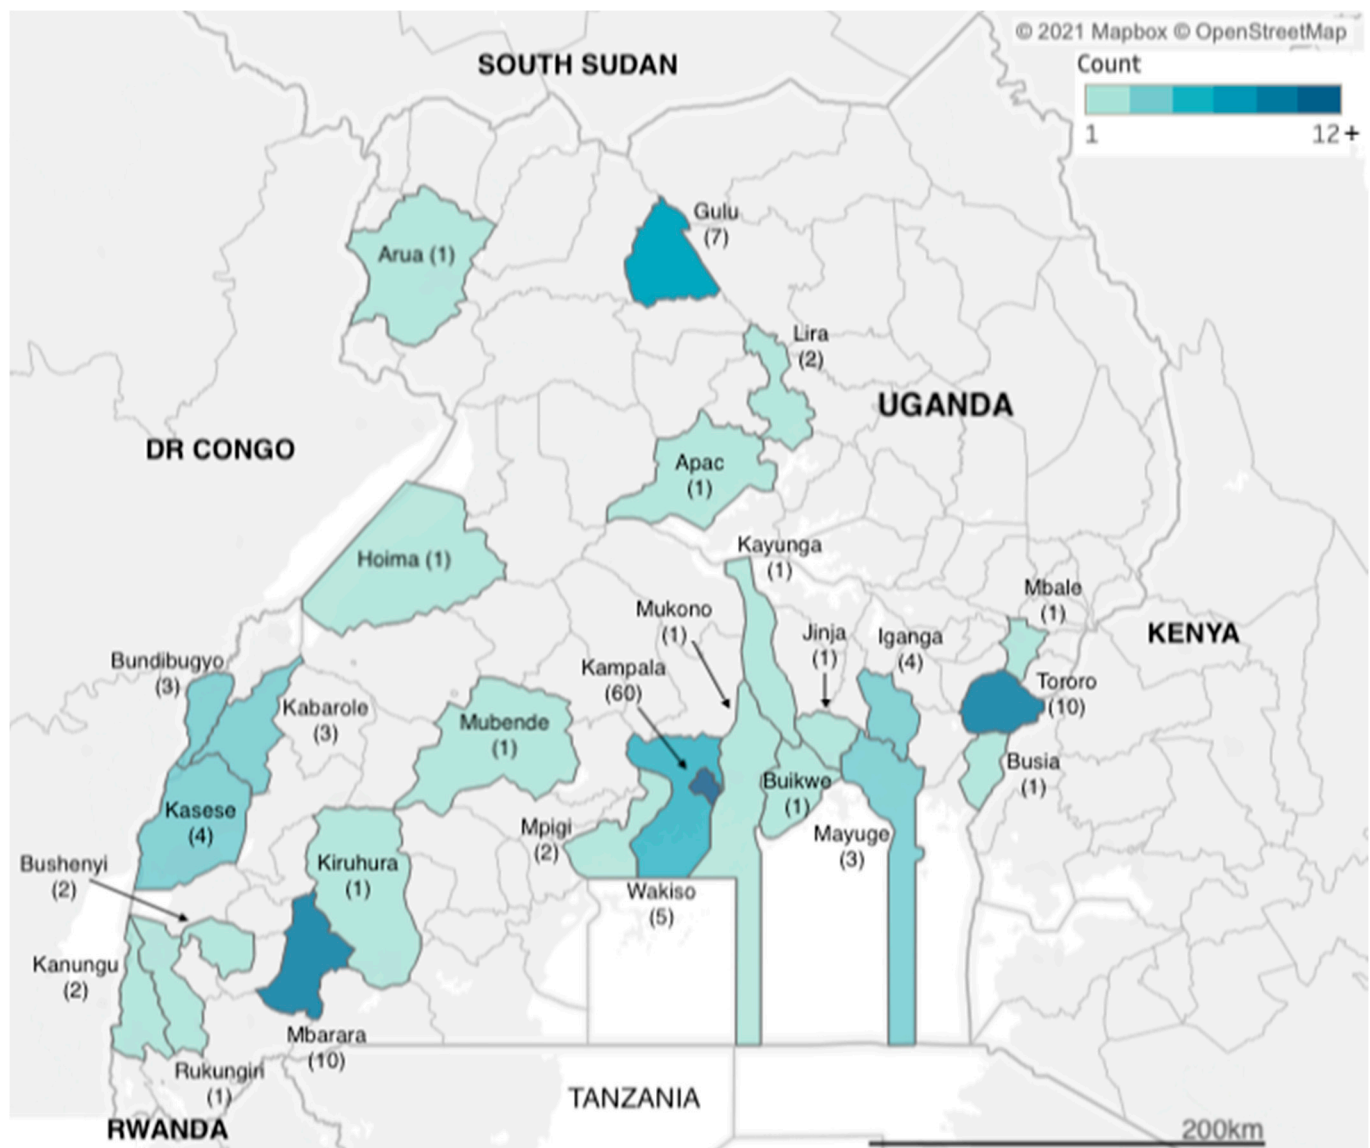 © 2021 Mapbox © OpenStreetMap
SOUTH SUDAN
Count
1 12+
Gulu
(7)
Arua (1)
Lira
(2)
UGANDA
DR CONGO
Apac
(1)
Kayunga
(1)
Hoima (1)
Mbale
(1)
Mukono
(1)
Jinja
(1)
Iganga
(4)
KENYA
Bundibugyo
(3)
Kampala
(60)
Tororo
(10)
Kabarole
(3)
Mubende
(1)
Busia
(1)
Buikwe
(1)
Kasese
(4)
Mpigi
(2)
Mayuge
(3)
Bushenyi
(2)
Kiruhura
(1)
Wakiso
(5)
Kanungu
(2)
Mbarara
(10)
Rukungiri
(1)
TANZANIA
RWANDA
200km